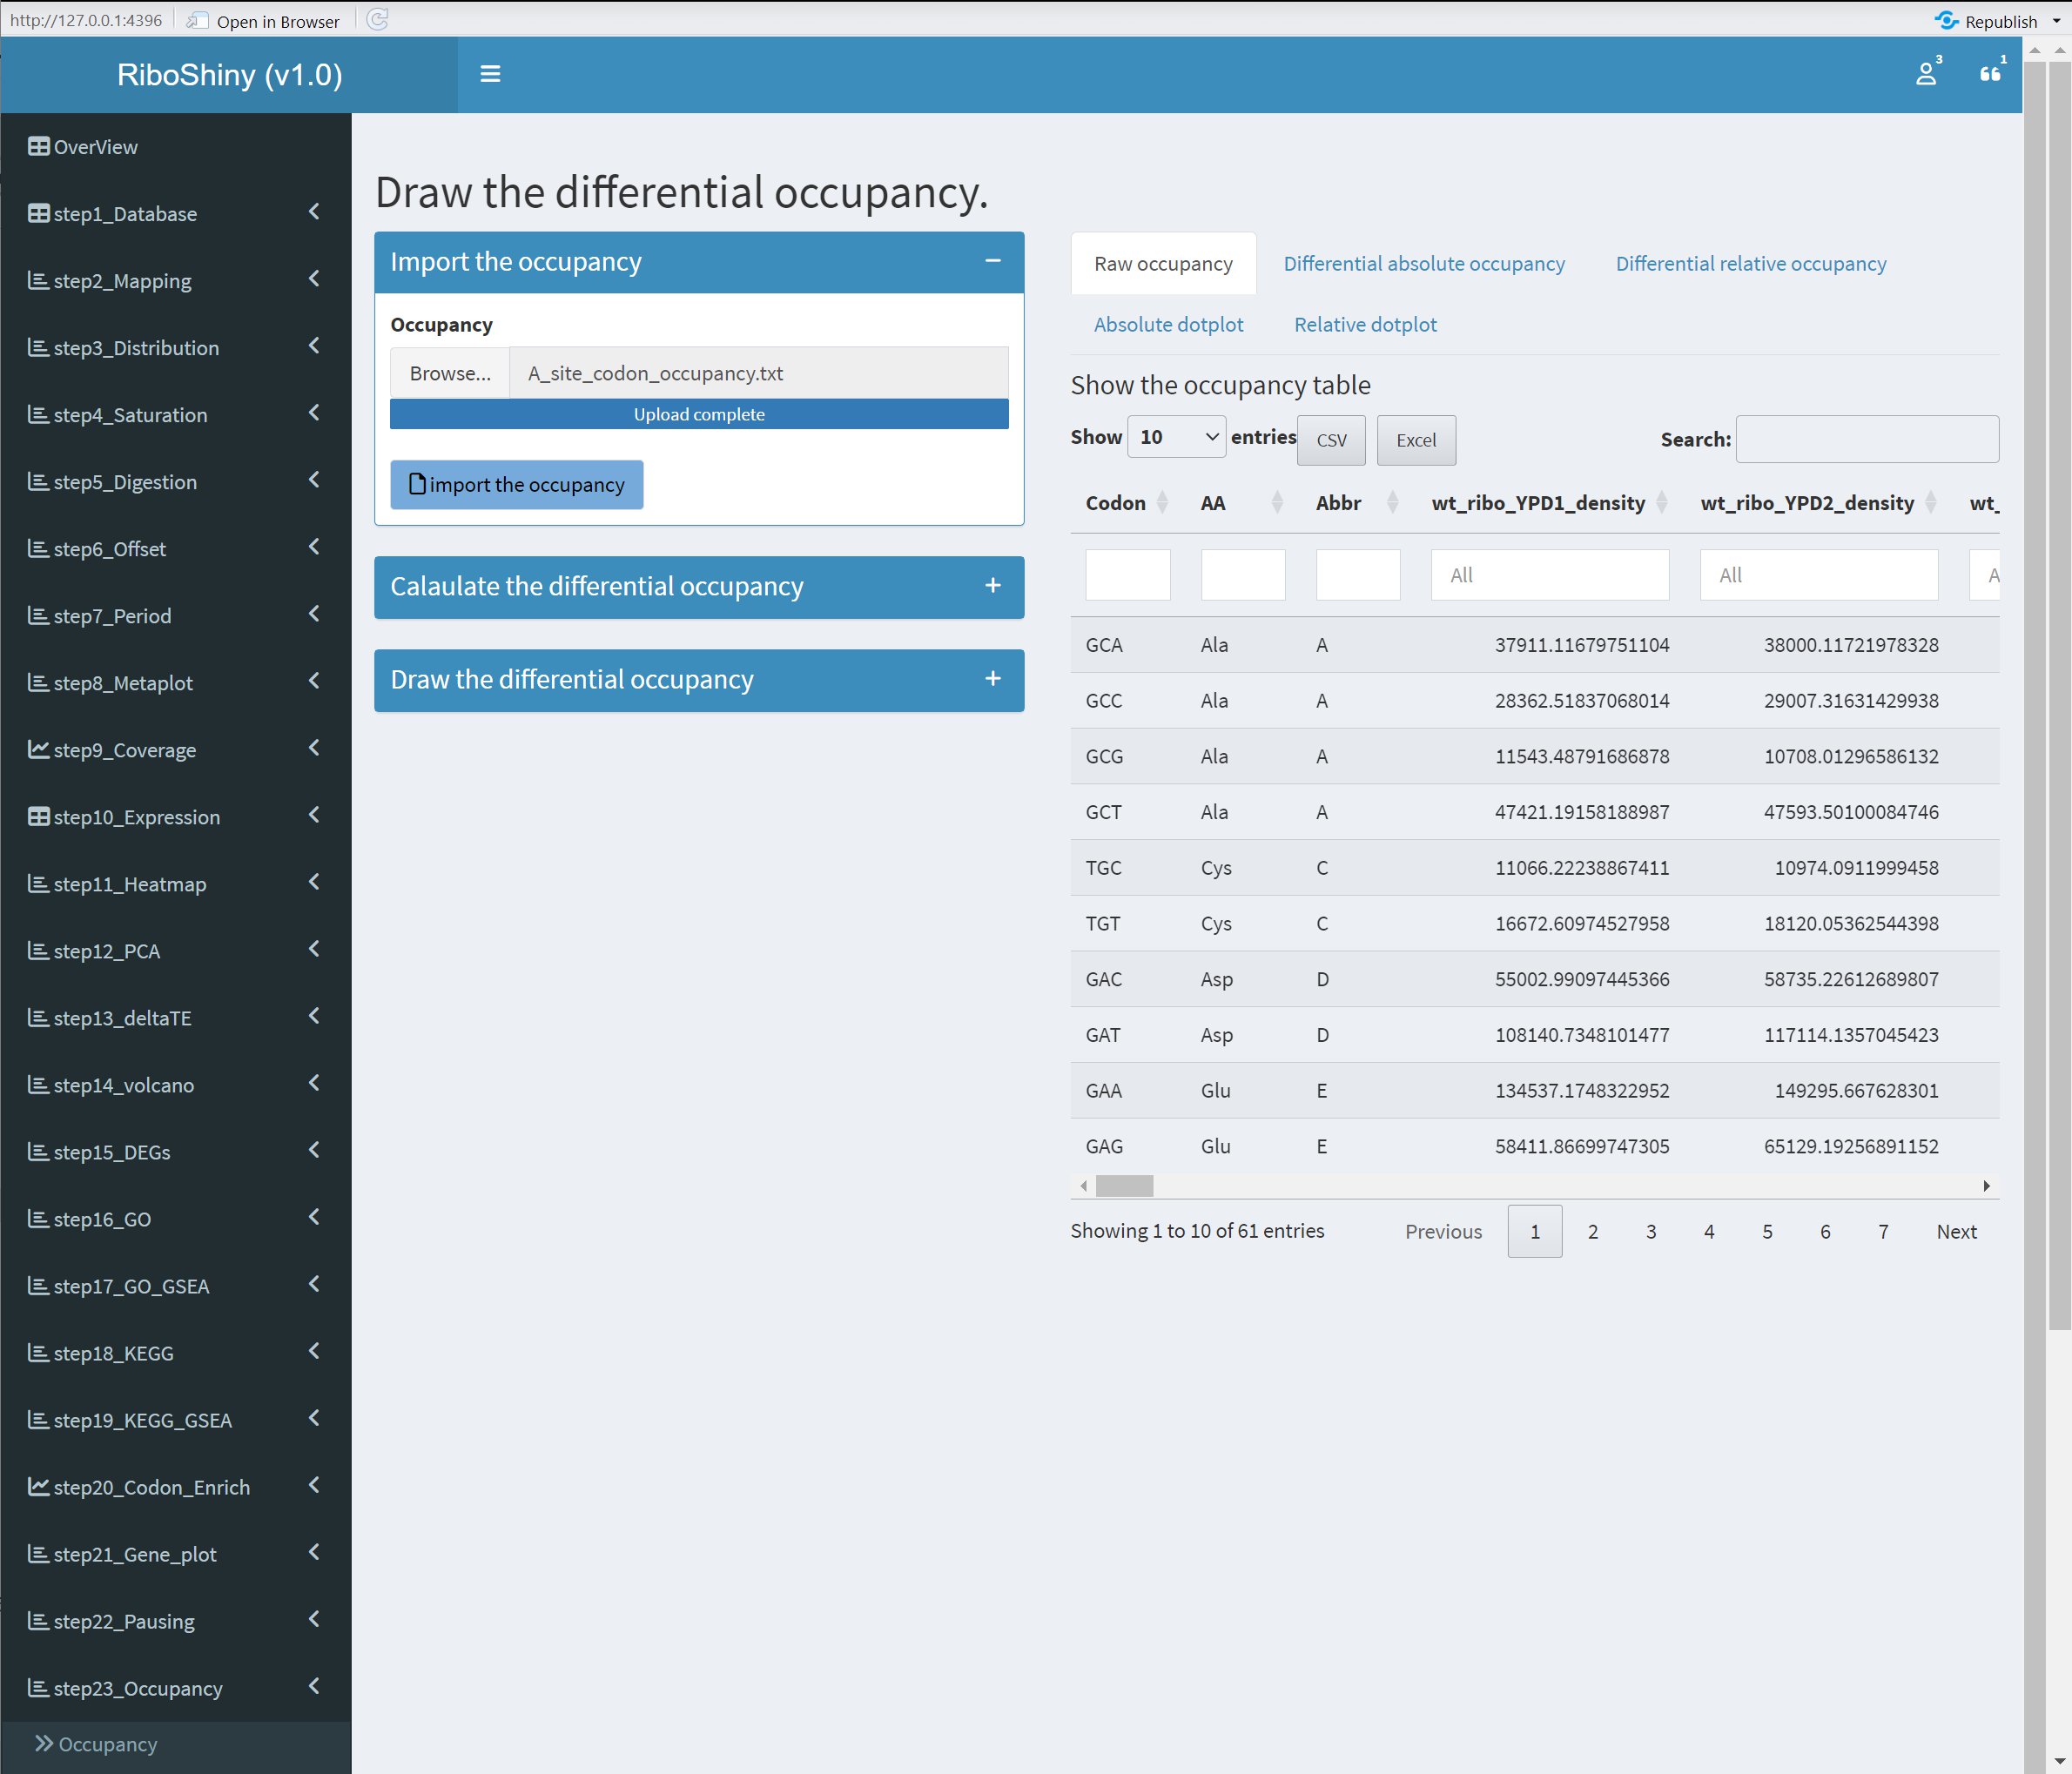 http://127.0.0.1:4396 Open in Browser Republish
RiboShiny (v1.0) 3 1
OverView
step1_Database
step2_Mapping
step3_Distribution
step4_Saturation
step5_Digestion
step6_Offset
step7_Period
step8_Metaplot
step9_Coverage
step10_Expression
step11_Heatmap
step12_PCA
step13_deltaTE
step14_volcano
step15_DEGs
step16_GO
step17_GO_GSEA
step18_KEGG
step19_KEGG_GSEA
step20_Codon_Enrich
step21_Gene_plot
step22_Pausing
step23_Occupancy
Occupancy
Draw the differential occupancy.
Import the occupancy
Occupancy
Browse... A_site_codon_occupancy.txt
Upload complete
import the occupancy
Calaulate the differential occupancy
Draw the differential occupancy
Raw occupancy Differential absolute occupancy Differential relative occupancy
Absolute dotplot Relative dotplot
Show the occupancy table
Show 10 entries CSV Excel Search:
Codon AA Abbr wt_ribo_YPD1_density wt_ribo_YPD2_density wt_
All All A
GCA Ala A 37911.11679751104 38000.11721978328
GCC Ala A 28362.51837068014 29007.31631429938
GCG Ala A 11543.48791686878 10708.01296586132
GCT Ala A 47421.19158188987 47593.50100084746
TGC Cys C 11066.22238867411 10974.0911999458
TGT Cys C 16672.60974527958 18120.05362544398
GAC Asp D 55002.99097445366 58735.22612689807
GAT Asp D 108140.7348101477 117114.1357045423
GAA Glu E 134537.1748322952 149295.667628301
GAG Glu E 58411.86699747305 65129.19256891152
Showing 1 to 10 of 61 entries Previous 1 2 3 4 5 6 7 Next